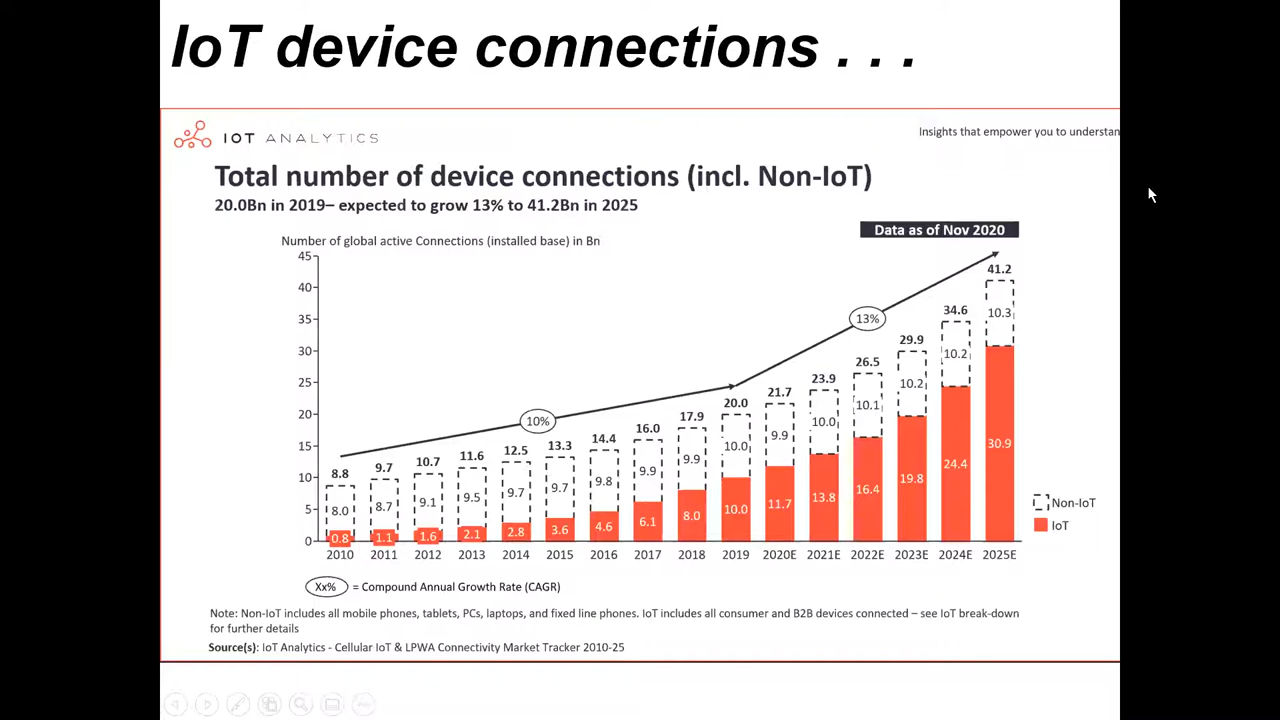 IoT device connections . . .
IOT ANALYTICS
Insights that empower you to understan
Total number of device connections (incl. Non-IoT)
20.0Bn in 2019– expected to grow 13% to 41.2Bn in 2025
Data as of Nov 2020
Number of global active Connections (installed base) in Bn
45
40
35
30
25
20
15
10
5
0
10%
13%
8.8 9.7 10.7 11.6 12.5 13.3 14.4 16.0 17.9 20.0 21.7 23.9 26.5 29.9 34.6 41.2
8.0 8.7 9.1 9.5 9.7 9.7 9.8 9.9 9.9 10.0 9.9 10.0 10.1 10.2 10.2 10.3
0.8 1.1 1.6 2.1 2.8 3.6 4.6 6.1 8.0 10.0 11.7 13.8 16.4 19.8 24.4 30.9
2010 2011 2012 2013 2014 2015 2016 2017 2018 2019 2020E 2021E 2022E 2023E 2024E 2025E
Non-IoT
IoT
Xx% = Compound Annual Growth Rate (CAGR)
Note: Non-IoT includes all mobile phones, tablets, PCs, laptops, and fixed line phones. IoT includes all consumer and B2B devices connected – see IoT break-down
for further details
Source(s): IoT Analytics - Cellular IoT & LPWA Connectivity Market Tracker 2010-25